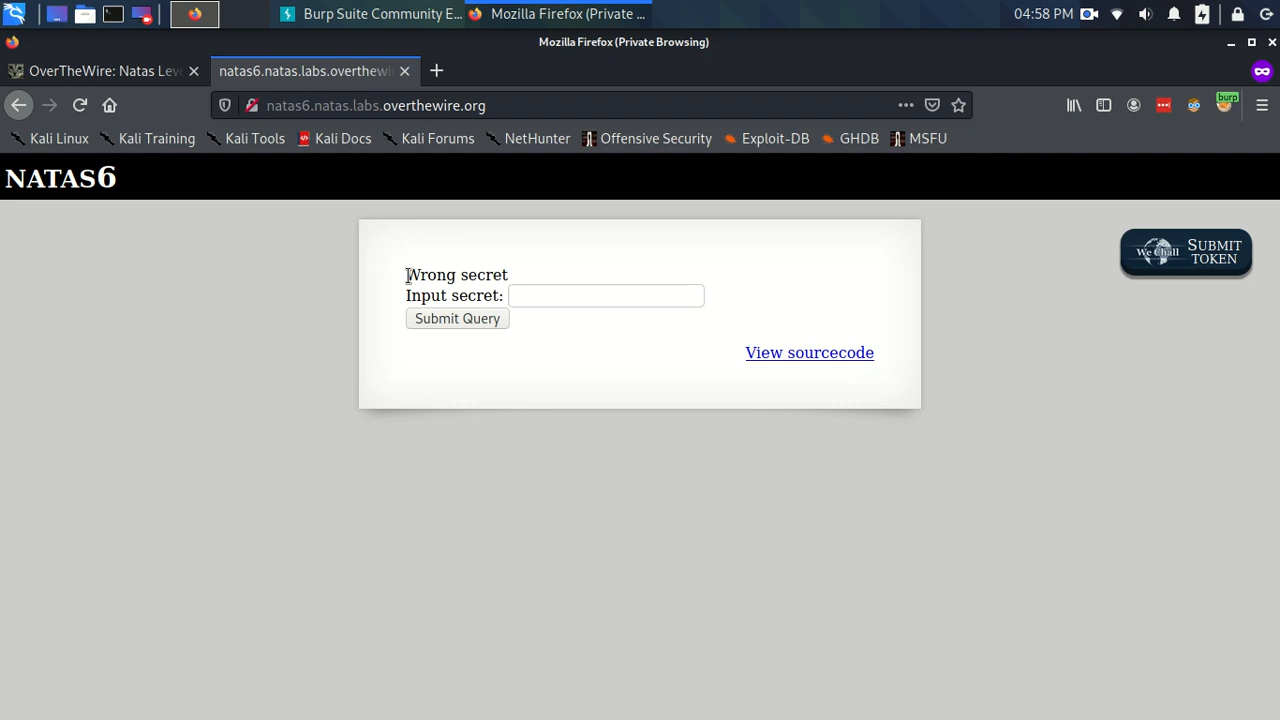 Burp Suite Community E...
Mozilla Firefox (Private ...
04:58 PM
Mozilla Firefox (Private Browsing)
OverTheWire: Natas Leve
natas6.natas.labs.overthewi
natas6.natas.labs.overthewire.org
burp
Kali Linux
Kali Training
Kali Tools
Kali Docs
Kali Forums
NetHunter
Offensive Security
Exploit-DB
GHDB
MSFU
NATAS6
Wrong secret
Input secret:
Submit Query
View sourcecode
We Chall
SUBMIT
TOKEN